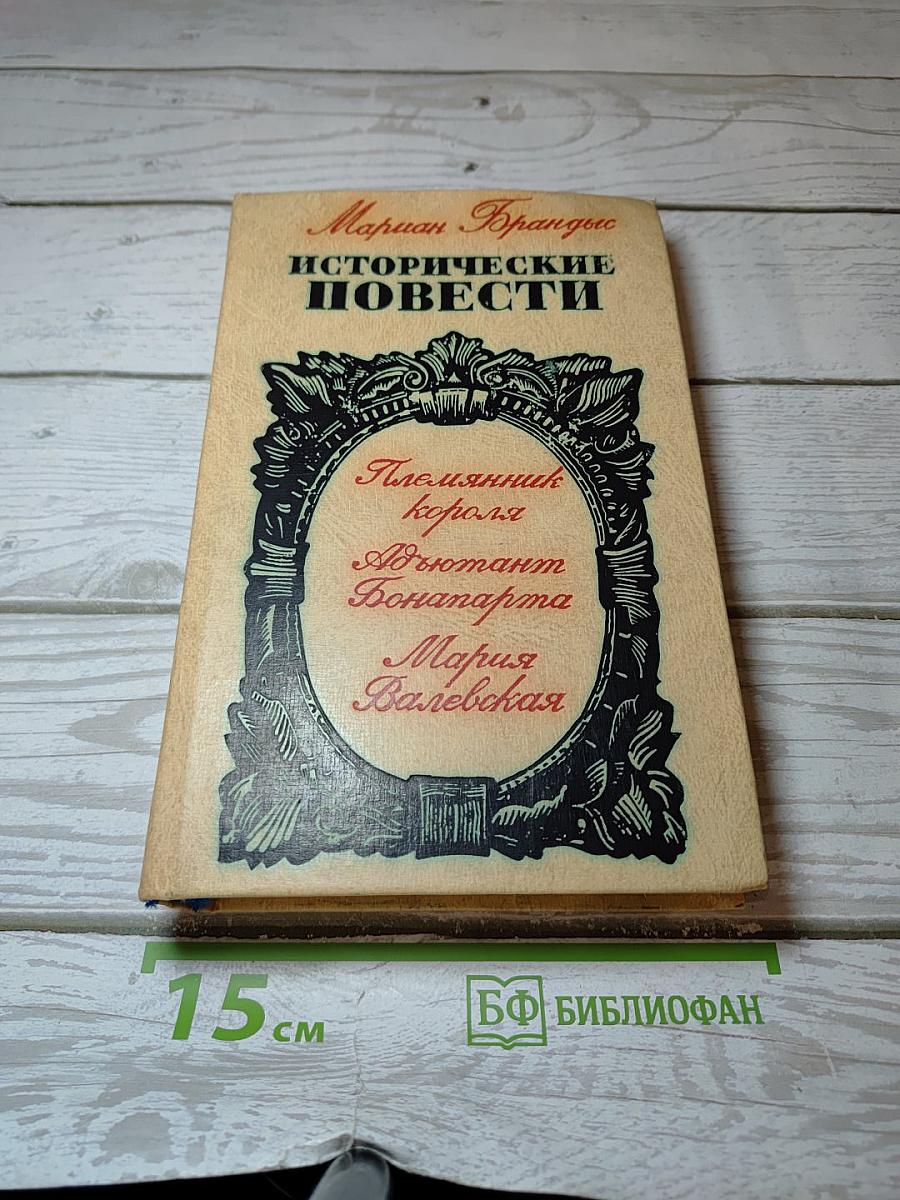 Мариан Брандыс
ИСТОРИЧЕСКИЕ
ПОВЕСТИ
Племянник
короля
Адъютант
Бонапарта
Мария
Валевская
15 см
БФ БИБЛИОФАН